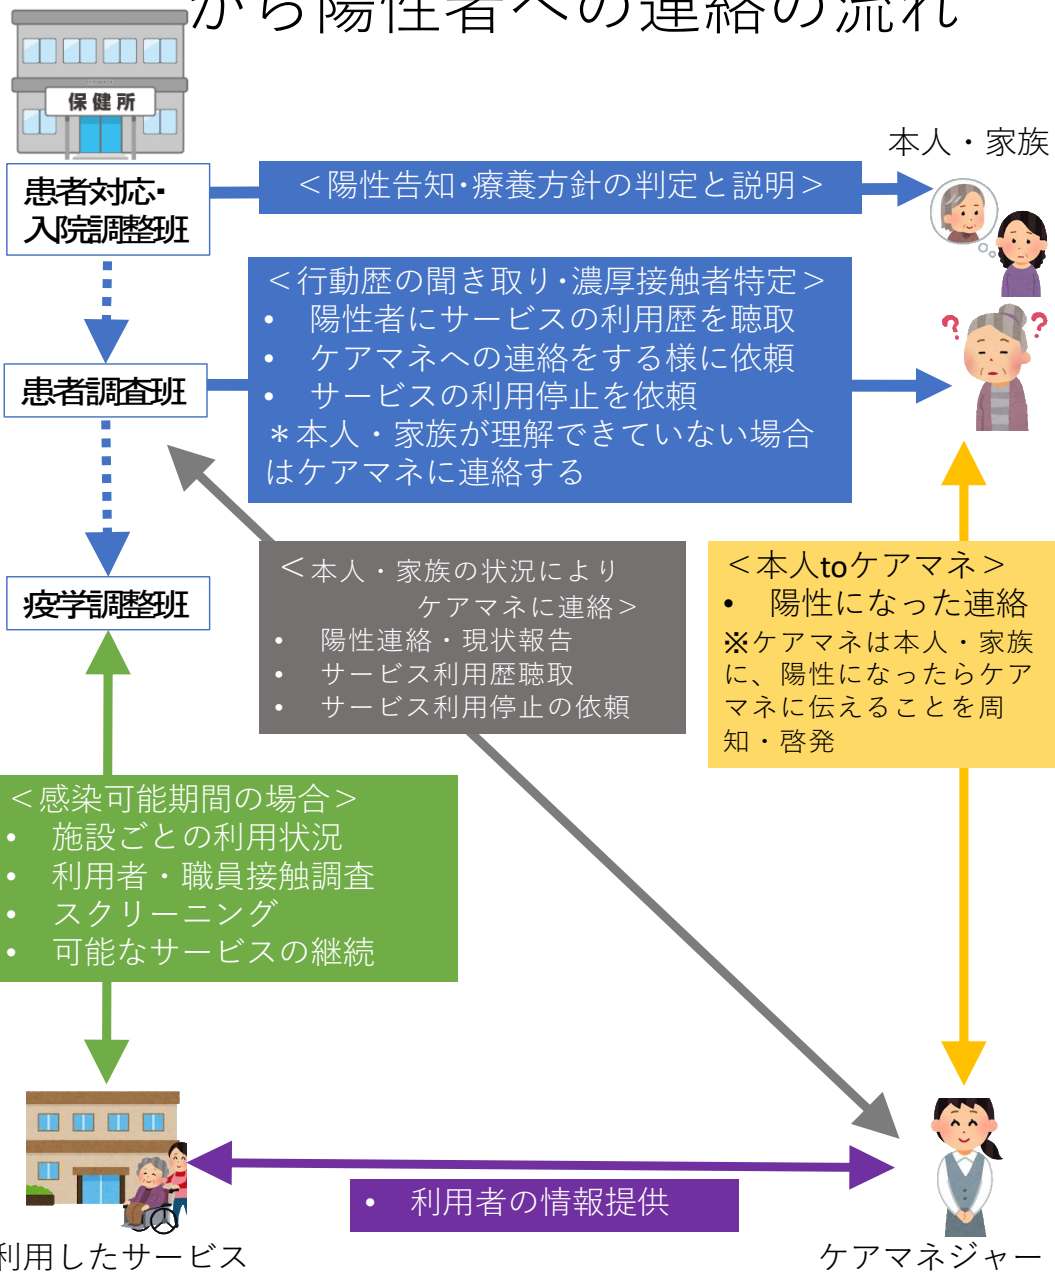 から陽性者への連絡の流れ
保健所
本人・家族
患者対応・
入院調整班
＜陽性告知・療養方針の判定と説明＞
＜行動歴の聞き取り・濃厚接触者特定＞
• 陽性者にサービスの利用歴を聴取
• ケアマネへの連絡をする様に依頼
• サービスの利用停止を依頼
＊本人・家族が理解できていない場合
はケアマネに連絡する
患者調査班
疫学調整班
＜本人・家族の状況により
ケアマネに連絡＞
• 陽性連絡・現状報告
• サービス利用歴聴取
• サービス利用停止の依頼
＜本人toケアマネ＞
• 陽性になった連絡
※ケアマネは本人・家族
に、陽性になったらケア
マネに伝えることを周
知・啓発
＜感染可能期間の場合＞
• 施設ごとの利用状況
• 利用者・職員接触調査
• スクリーニング
• 可能なサービスの継続
• 利用者の情報提供
利用したサービス
ケアマネジャー